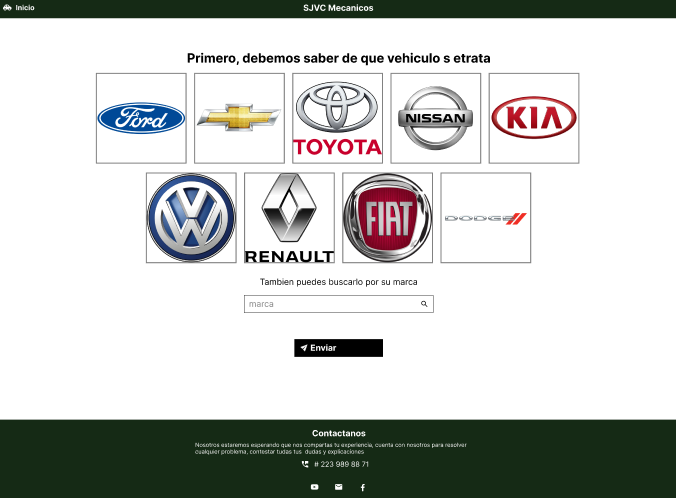 Inicio
SJVC Mecanicos
Primero, debemos saber de que vehiculo s etrata
Ford
TOYOTA
NISSAN
KIA
RENAULT
FIAT
DODGE
Tambien puedes buscarlo por su marca
marca
Enviar
Contactanos
Nosotros estaremos esperando que nos compartas tu experiencia, cuenta con nosotros para resolver
cualquier problema, contestar tudas tus dudas y explicaciones
# 223 989 88 71